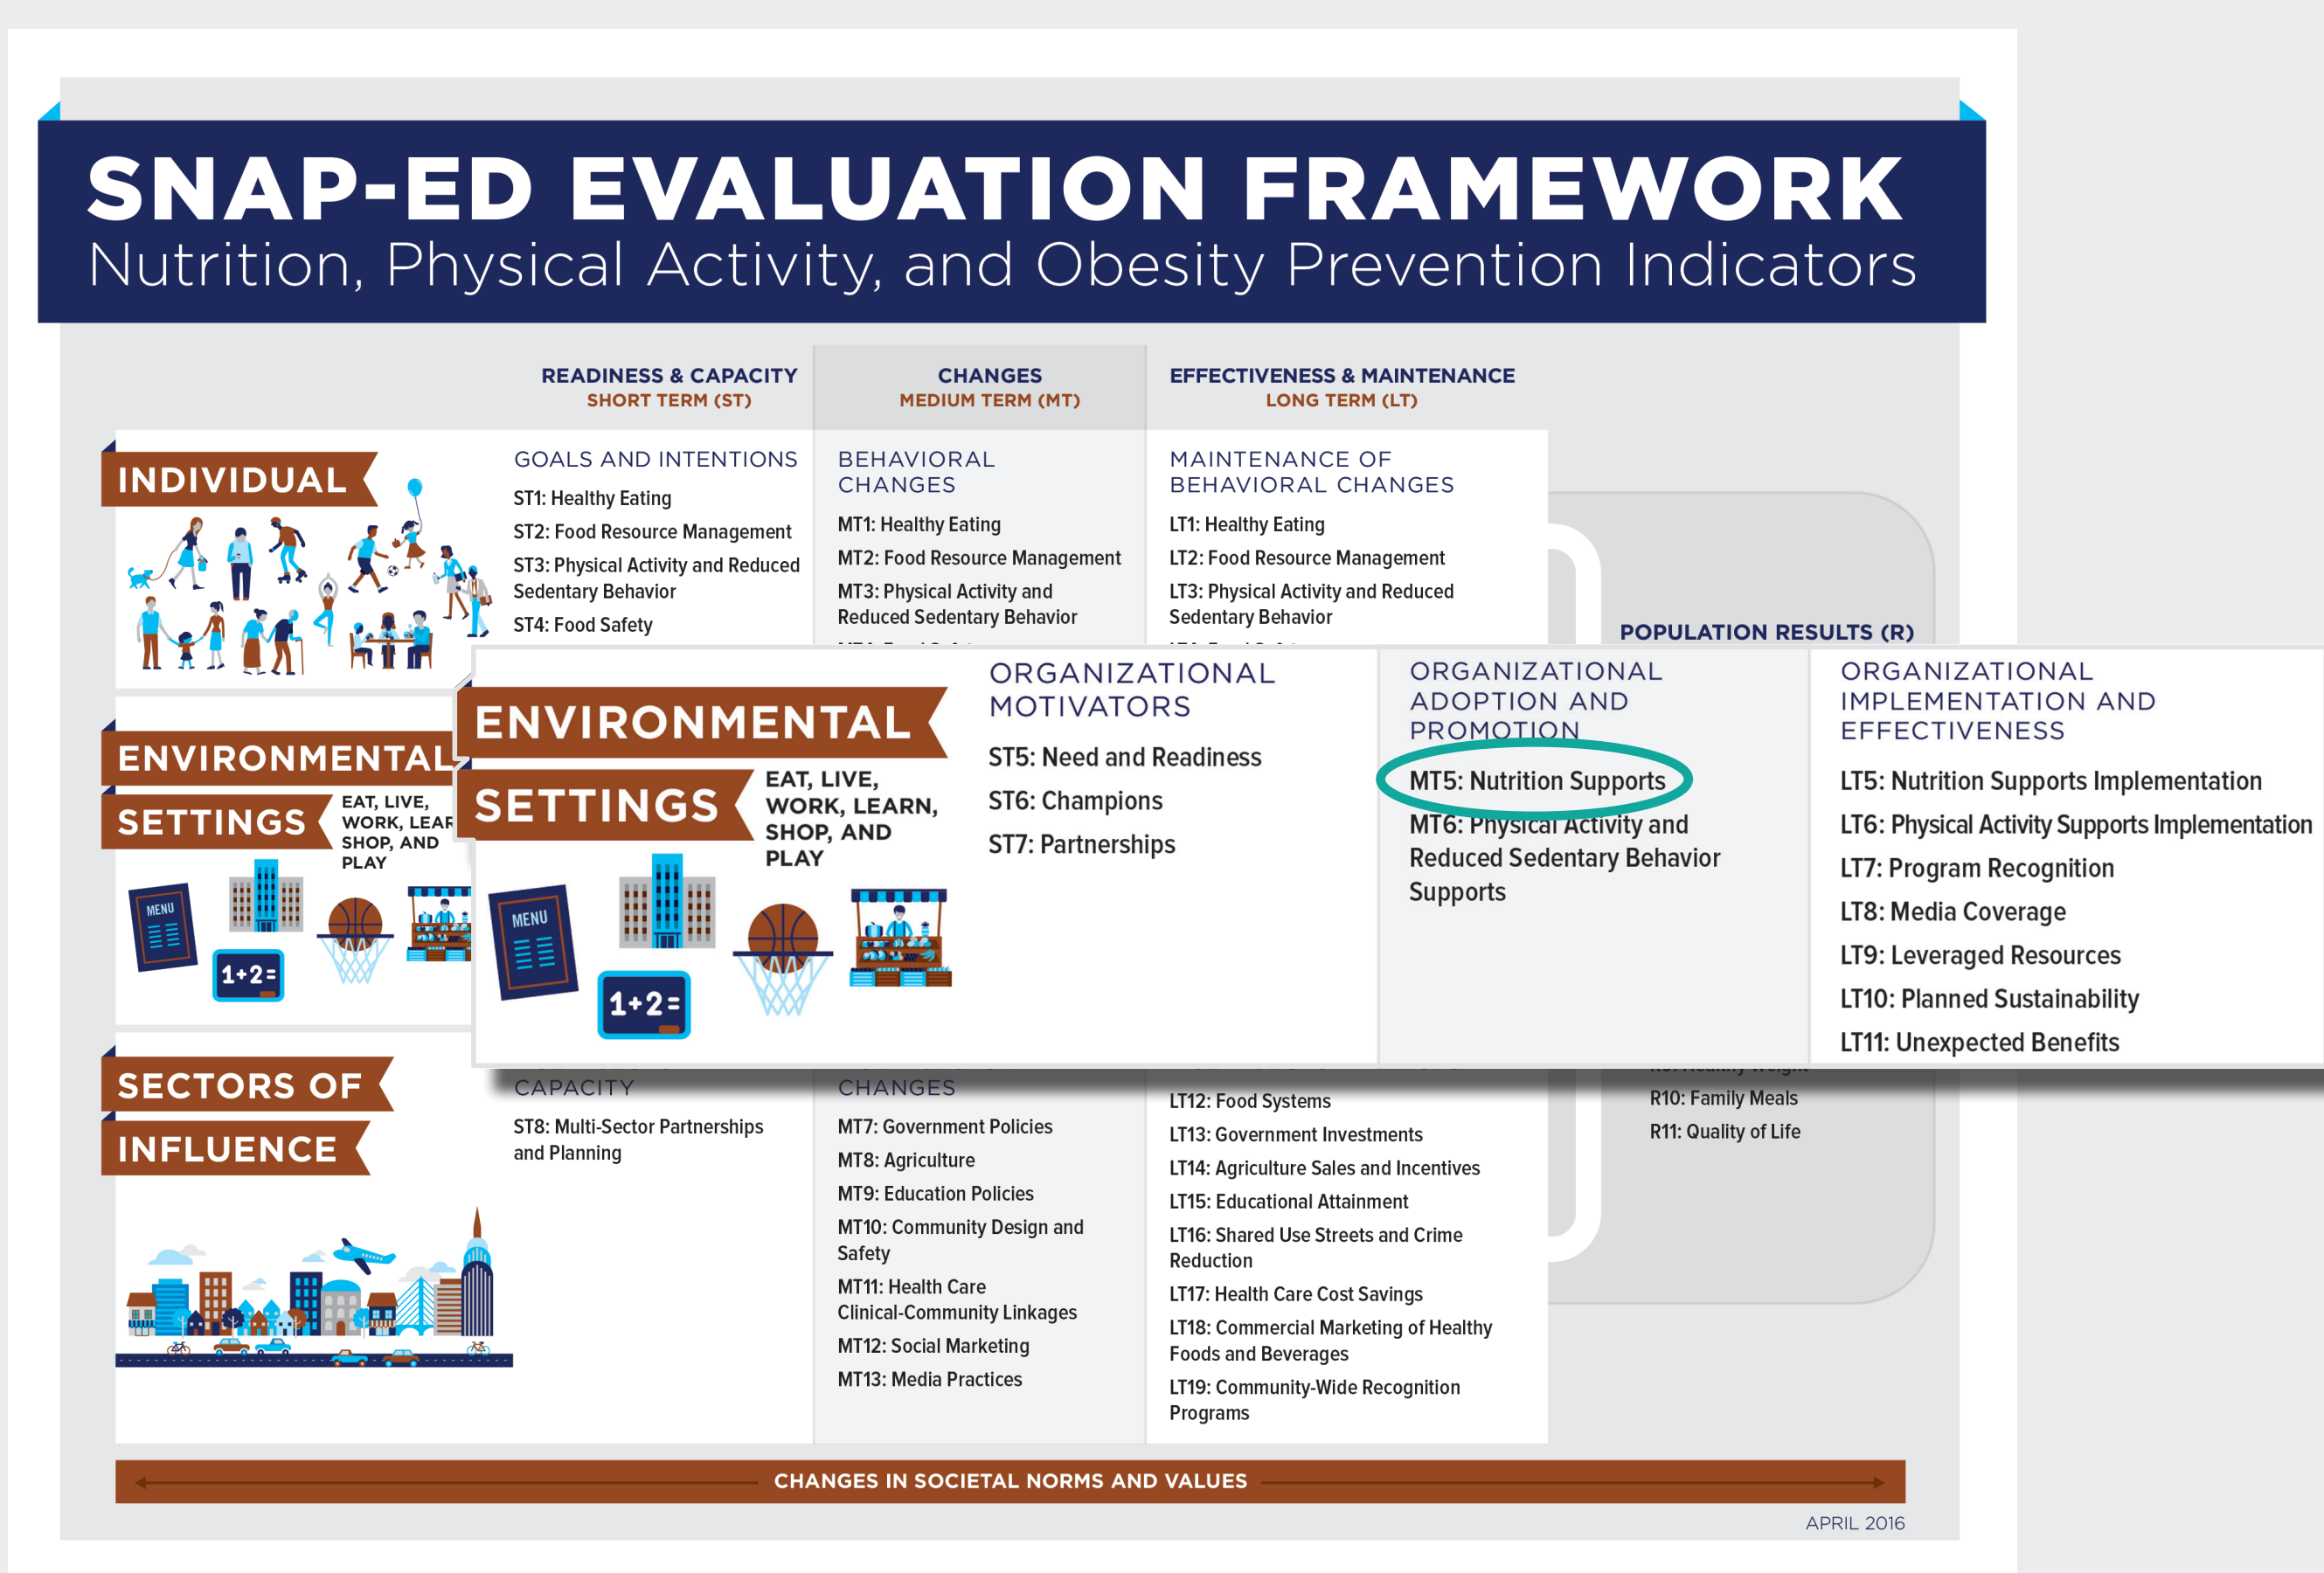 SNAP-ED EVALUATION FRAMEWORK
Nutrition, Physical Activity, and Obesity Prevention Indicators
READINESS & CAPACITY
SHORT TERM (ST)
CHANGES
MEDIUM TERM (MT)
EFFECTIVENESS & MAINTENANCE
LONG TERM (LT)
INDIVIDUAL
GOALS AND INTENTIONS
ST1: Healthy Eating
ST2: Food Resource Management
ST3: Physical Activity and Reduced
Sedentary Behavior
ST4: Food Safety
BEHAVIORAL
CHANGES
MT1: Healthy Eating
MT2: Food Resource Management
MT3: Physical Activity and
Reduced Sedentary Behavior
MAINTENANCE OF
BEHAVIORAL CHANGES
LT1: Healthy Eating
LT2: Food Resource Management
LT3: Physical Activity and Reduced
Sedentary Behavior
POPULATION RESULTS (R)
ENVIRONMENTAL
SETTINGS
EAT, LIVE,
WORK,
SHOP, AND
PLAY
MENU
1+2=
ENVIRONMENTAL
SETTINGS
EAT, LIVE,
WORK, LEARN,
SHOP, AND
PLAY
MENU
1+2=
ORGANIZATIONAL
MOTIVATORS
ST5: Need and Readiness
ST6: Champions
ST7: Partnerships
ORGANIZATIONAL
ADOPTION AND
PROMOTION
MT5: Nutrition Supports
MT6: Physical Activity and
Reduced Sedentary Behavior
Supports
ORGANIZATIONAL
IMPLEMENTATION AND
EFFECTIVENESS
LT5: Nutrition Supports Implementation
LT6: Physical Activity Supports Implementation
LT7: Program Recognition
LT8: Media Coverage
LT9: Leveraged Resources
LT10: Planned Sustainability
LT11: Unexpected Benefits
SECTORS OF
INFLUENCE
CAPACITY
ST8: Multi-Sector Partnerships
and Planning
CHANGES
MT7: Government Policies
MT8: Agriculture
MT9: Education Policies
MT10: Community Design and
Safety
MT11: Health Care
Clinical-Community Linkages
MT12: Social Marketing
MT13: Media Practices
LT12: Food Systems
LT13: Government Investments
LT14: Agriculture Sales and Incentives
LT15: Educational Attainment
LT16: Shared Use Streets and Crime
Reduction
LT17: Health Care Cost Savings
LT18: Commercial Marketing of Healthy
Foods and Beverages
LT19: Community-Wide Recognition
Programs
R10: Family Meals
R11: Quality of Life
CHANGES IN SOCIETAL NORMS AND VALUES
APRIL 2016